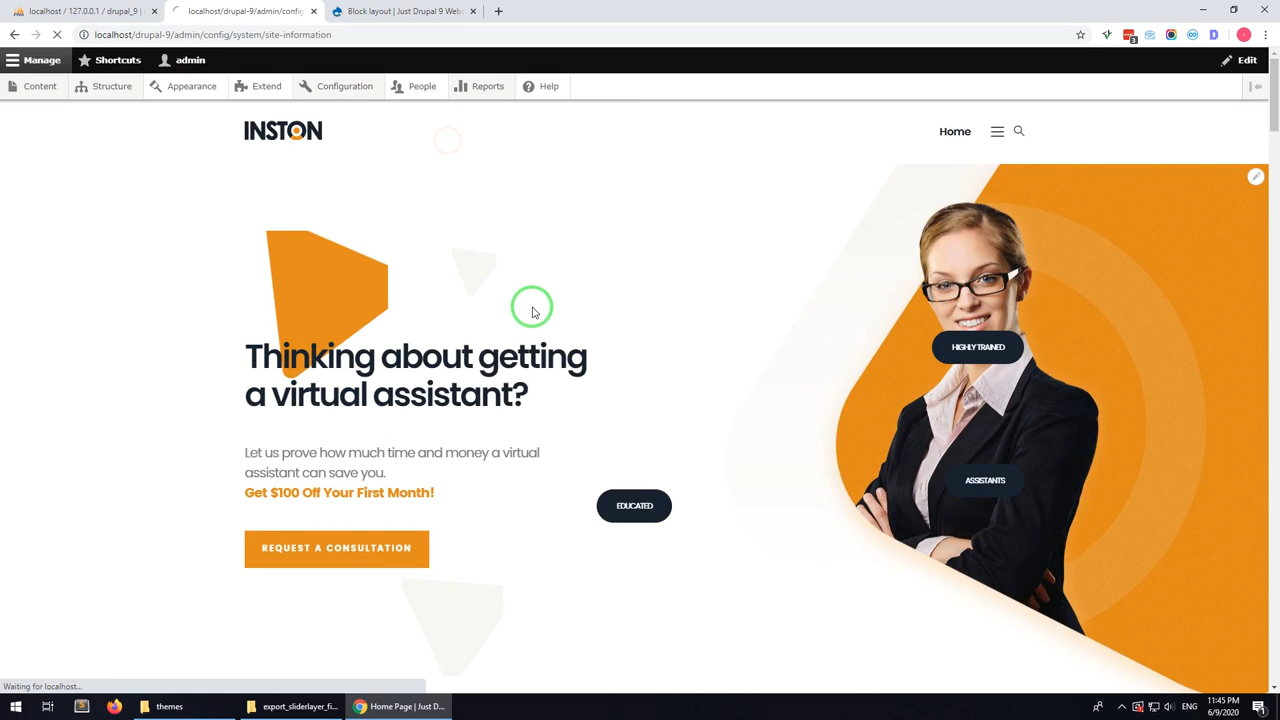 localhost / 127.0.0.1 / drupal_9 |
localhost/drupal-9/admin/config
Block layout | Just Drupal 9 Webs
localhost/drupal-9/admin/config/system/site-information
3
Manage
Shortcuts
admin
Edit
Content
Structure
Appearance
Extend
Configuration
People
Reports
Help
INSTON
Home
Thinking about getting
a virtual assistant?
HIGHLY TRAINED
Let us prove how much time and money a virtual
assistant can save you.
Get $100 Off Your First Month!
ASSISTANTS
EDUCATED
REQUEST A CONSULTATION
Waiting for localhost...
themes
export_sliderlayer_fi...
Home Page | Just D...
ENG
11:45 PM
6/9/2020
1